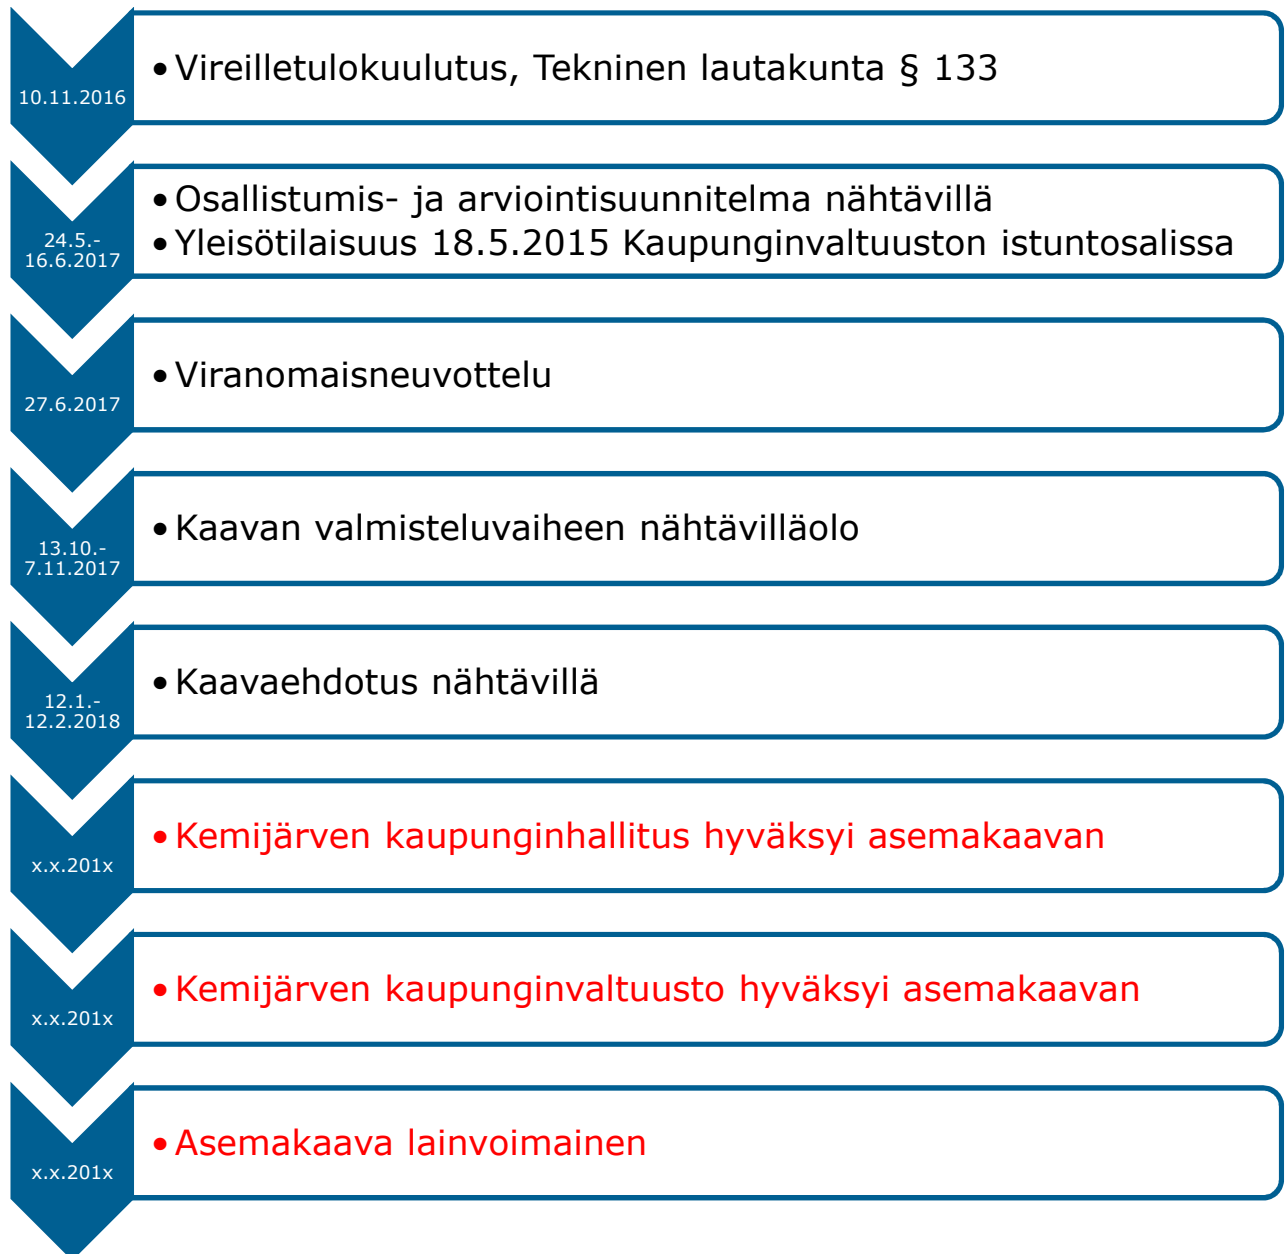 10.11.2016
• Vireilletulokuulutus, Tekninen lautakunta § 133
24.5.-
16.6.2017
• Osallistumis- ja arviointisuunnitelma nähtävillä
• Yleisötilaisuus 18.5.2015 Kaupunginvaltuuston istuntosalissa
27.6.2017
• Viranomaisneuvottelu
13.10.-
7.11.2017
• Kaavan valmisteluvaiheen nähtävilläolo
12.1.-
12.2.2018
• Kaavaehdotus nähtävillä
x.x.201x
• Kemijärven kaupunginhallitus hyväksyi asemakaavan
x.x.201x
• Kemijärven kaupunginvaltuusto hyväksyi asemakaavan
x.x.201x
• Asemakaava lainvoimainen